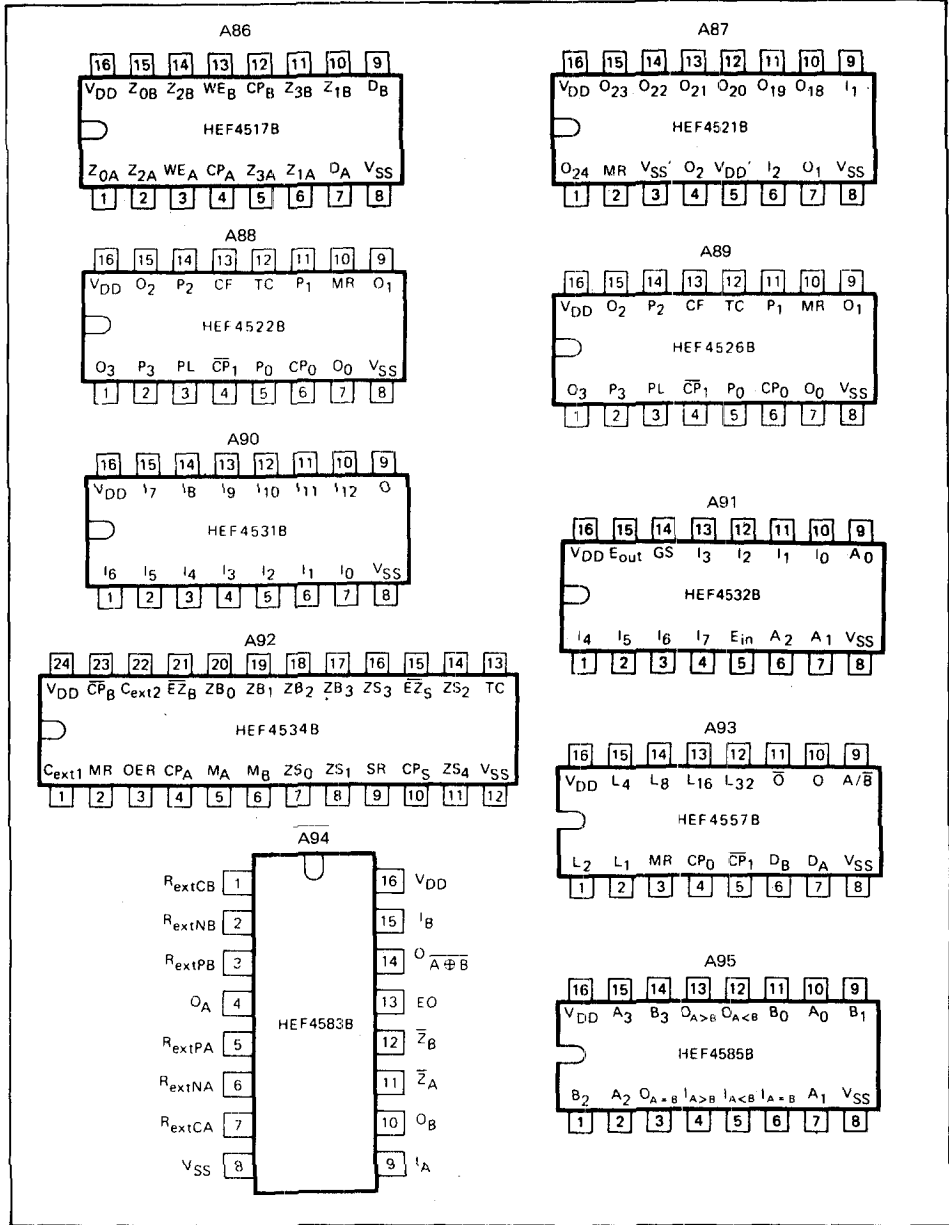 A86
16 15 14 13 12 11 10 9
VDD Z0B Z2B WEB CPB Z3B Z1B DB
HEF4517B
Z0A Z2A WEA CPA Z3A Z1A DA VSS
1 2 3 4 5 6 7 8
A87
16 15 14 13 12 11 10 9
VDD O23 O22 O21 O20 O19 O18 I1
HEF4521B
O24 MR VSS' O2 VDD' I2 O1 VSS
1 2 3 4 5 6 7 8
A88
16 15 14 13 12 11 10 9
VDD O2 P2 CF TC P1 MR O1
HEF4522B
O3 P3 PL C̅P̅1 P0 CP0 O0 VSS
1 2 3 4 5 6 7 8
A89
16 15 14 13 12 11 10 9
VDD O2 P2 CF TC P1 MR O1
HEF4526B
O3 P3 PL C̅P̅1 P0 CP0 O0 VSS
1 2 3 4 5 6 7 8
A90
16 15 14 13 12 11 10 9
VDD I7 I8 I9 I10 I11 I12 O
HEF4531B
I6 I5 I4 I3 I2 I1 I0 VSS
1 2 3 4 5 6 7 8
A91
16 15 14 13 12 11 10 9
VDD Eout GS I3 I2 I1 I0 A0
HEF4532B
I4 I5 I6 I7 Ein A2 A1 VSS
1 2 3 4 5 6 7 8
A92
24 23 22 21 20 19 18 17 16 15 14 13
VDD C̅P̅B Cext2 E̅Z̅B ZB0 ZB1 ZB2 ZB3 ZS3 E̅Z̅S ZS2 TC
HEF4534B
Cext1 MR OER CPA MA MB ZS0 ZS1 SR CPS ZS4 VSS
1 2 3 4 5 6 7 8 9 10 11 12
A93
16 15 14 13 12 11 10 9
VDD L4 L8 L16 L32 O̅ O A/B̅
HEF4557B
L2 L1 MR CP0 C̅P̅1 DB DA VSS
1 2 3 4 5 6 7 8
A94
RextCB 1 16 VDD
RextNB 2 15 IB
RextPB 3 14 O A̅⊕̅B̅
OA 4 13 EO
HEF4583B
RextPA 5 12 Z̅B
RextNA 6 11 Z̅A
RextCA 7 10 OB
VSS 8 9 IA
A95
16 15 14 13 12 11 10 9
VDD A3 B3 OA>B OA<B B0 A0 B1
HEF4585B
B2 A2 OA=B IA>B IA<B IA=B A1 VSS
1 2 3 4 5 6 7 8